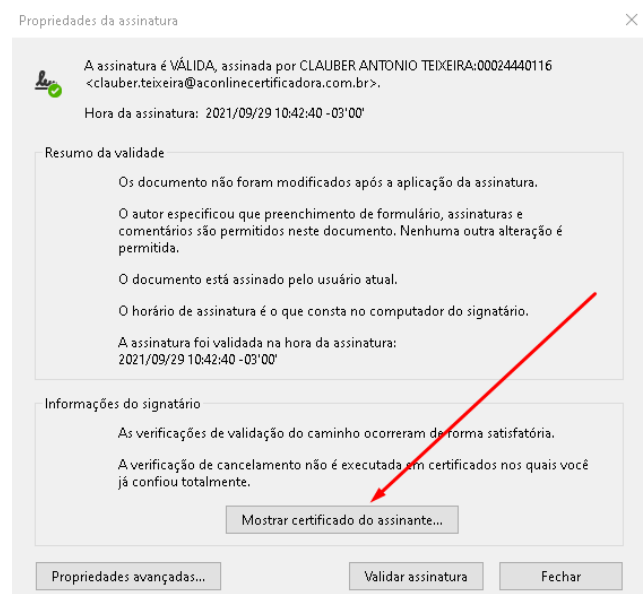 Propriedades da assinatura
A assinatura é VÁLIDA, assinada por CLAUBER ANTONIO TEIXEIRA:00024440116
<clauber.teixeira@aconlinecertificadora.com.br>.
Hora da assinatura: 2021/09/29 10:42:40 -03'00'
Resumo da validade
Os documento não foram modificados após a aplicação da assinatura.
O autor especificou que preenchimento de formulário, assinaturas e
comentários são permitidos neste documento. Nenhuma outra alteração é
permitida.
O documento está assinado pelo usuário atual.
O horário de assinatura é o que consta no computador do signatário.
A assinatura foi validada na hora da assinatura:
2021/09/29 10:42:40 -03'00'
Informações do signatário
As verificações de validação do caminho ocorreram de forma satisfatória.
A verificação de cancelamento não é executada em certificados nos quais você
já confiou totalmente.
Mostrar certificado do assinante...
Propriedades avançadas...
Validar assinatura
Fechar